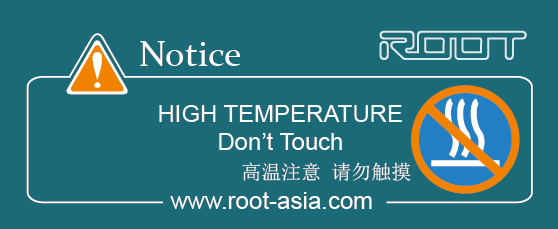 Notice
ROOT
HIGH TEMPERATURE
Don't Touch
高温注意 请勿触摸
www.root-asia.com